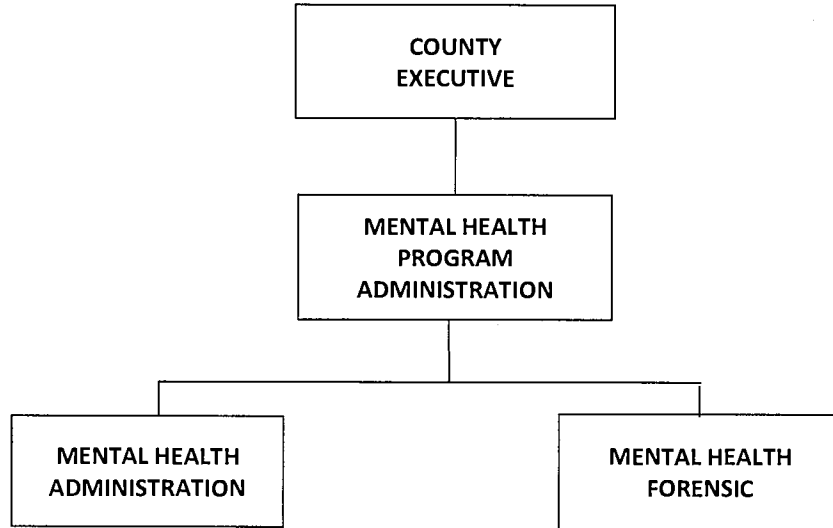 COUNTY
EXECUTIVE
MENTAL HEALTH
PROGRAM
ADMINISTRATION
MENTAL HEALTH
ADMINISTRATION
MENTAL HEALTH
FORENSIC